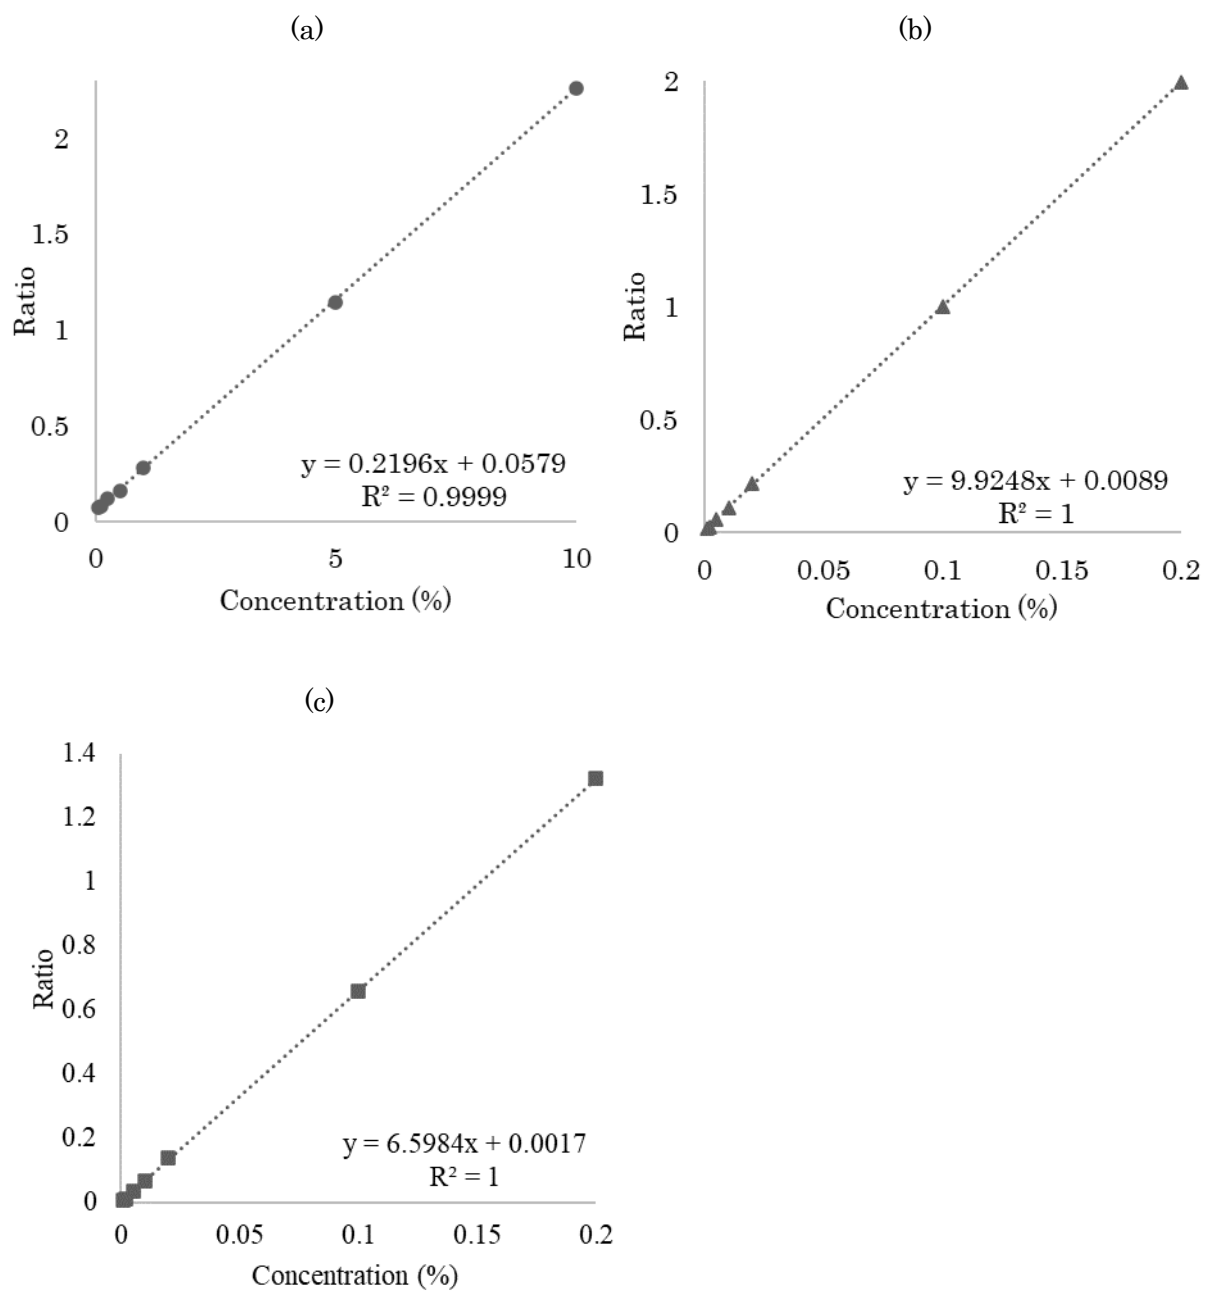 (a)
2
1.5
1
0.5
0
Ratio
y = 0.2196x + 0.0579
R² = 0.9999
0 5 10
Concentration (%)
(b)
2
1.5
1
0.5
0
Ratio
y = 9.9248x + 0.0089
R² = 1
0 0.05 0.1 0.15 0.2
Concentration (%)
(c)
1.4
1.2
1
0.8
0.6
0.4
0.2
0
Ratio
y = 6.5984x + 0.0017
R² = 1
0 0.05 0.1 0.15 0.2
Concentration (%)